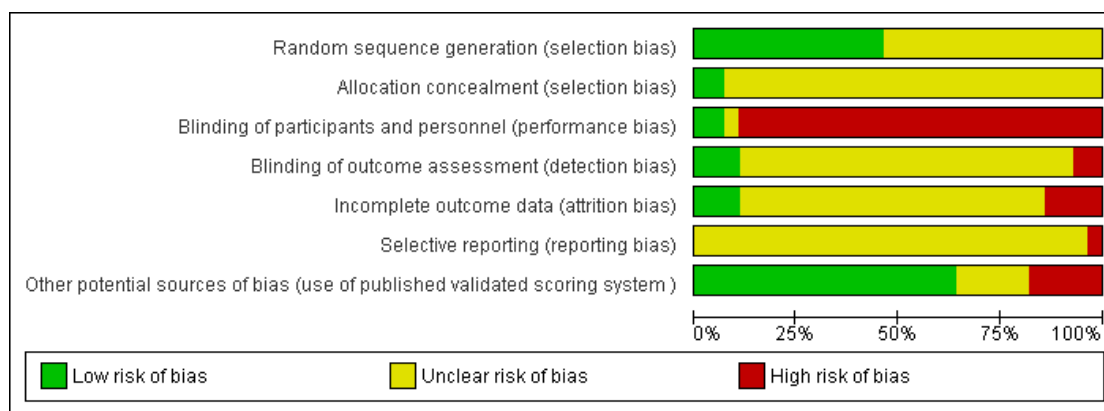 Random sequence generation (selection bias)
Allocation concealment (selection bias)
Blinding of participants and personnel (performance bias)
Blinding of outcome assessment (detection bias)
Incomplete outcome data (attrition bias)
Selective reporting (reporting bias)
Other potential sources of bias (use of published validated scoring system )
0% 25% 50% 75% 100%
Low risk of bias Unclear risk of bias High risk of bias